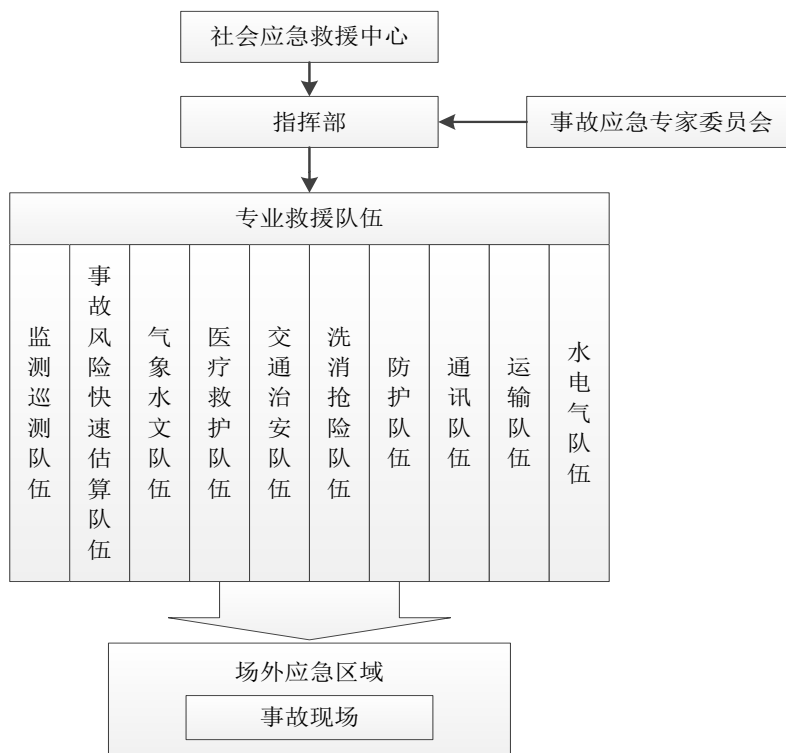 社会应急救援中心
指挥部
事故应急专家委员会
专业救援队伍
监测巡测队伍
事故风险快速估算队伍
气象水文队伍
医疗救护队伍
交通治安队伍
洗消抢险队伍
防护队伍
通讯队伍
运输队伍
水电气队伍
场外应急区域
事故现场